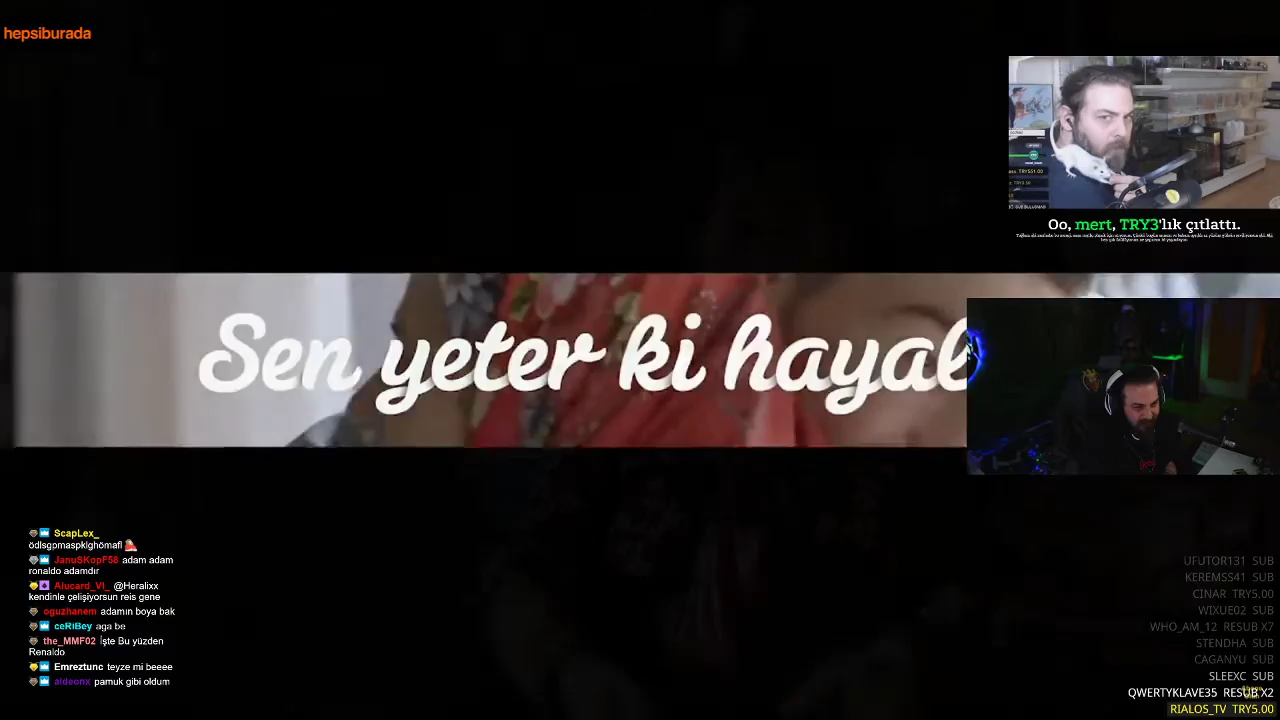 hepsiburada
Oo, mert, TRY3'lık çıtlattı.
Sen yeter ki hayal
ScapLex_
ödlsgpmaspklghömafl
JanuSKopF58 adam adam
ronaldo adamdır
Alucard_VI_ @Heralixx
kendinle çelişiyorsun reis gene
oguzhanem adamın boya bak
ceRiBey aga be
the_MMF02 İşte Bu yüzden
Renaldo
Emreztunc teyze mi beeee
aldeonx pamuk gibi oldum
UFUTOR131 SUB
KEREMSS41 SUB
CINAR TRY5.00
WIXUE02 SUB
WHO_AM_12 RESUB X7
STENDHA SUB
CAGANYU SUB
SLEEXC SUB
QWERTYKLAVE35 RESUB X2
RIALOS_TV TRY5.00